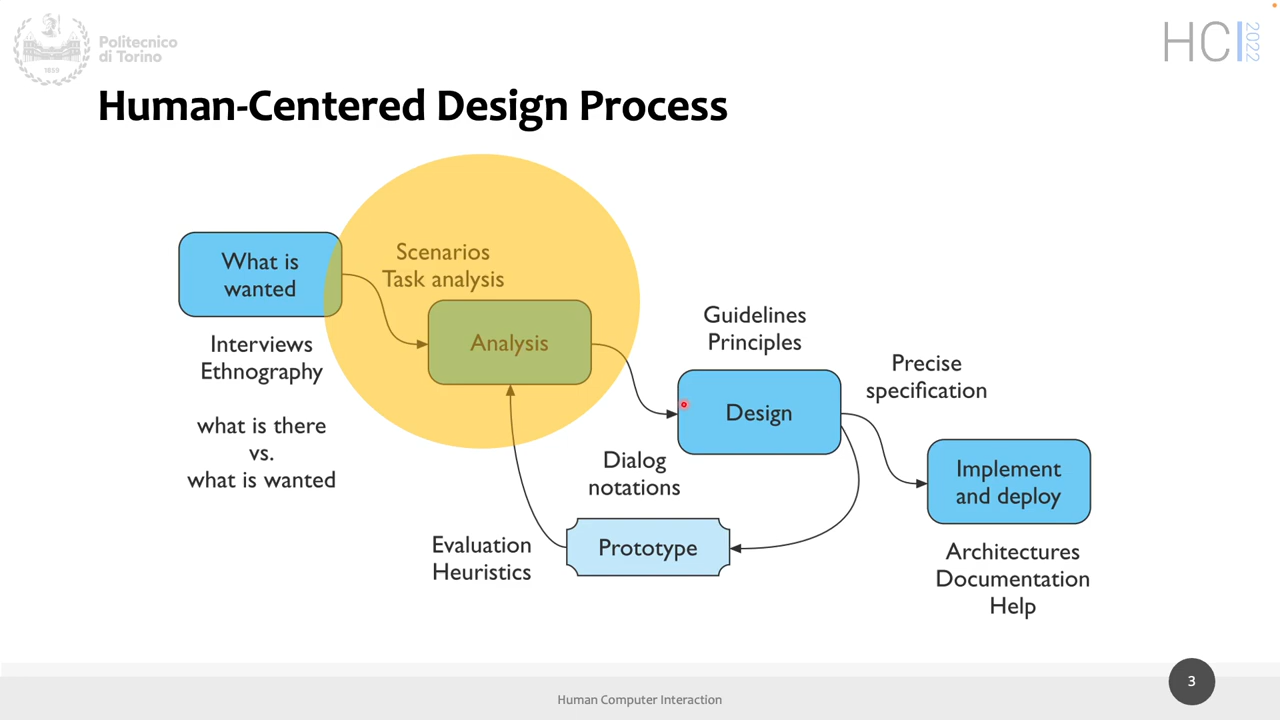 Politecnico
di Torino
1859
HCI
2022
Human-Centered Design Process
What is
wanted
Scenarios
Task analysis
Interviews
Ethnography
what is there
vs.
what is wanted
Analysis
Guidelines
Principles
Design
Precise
specification
Dialog
notations
Implement
and deploy
Prototype
Evaluation
Heuristics
Architectures
Documentation
Help
Human Computer Interaction
3